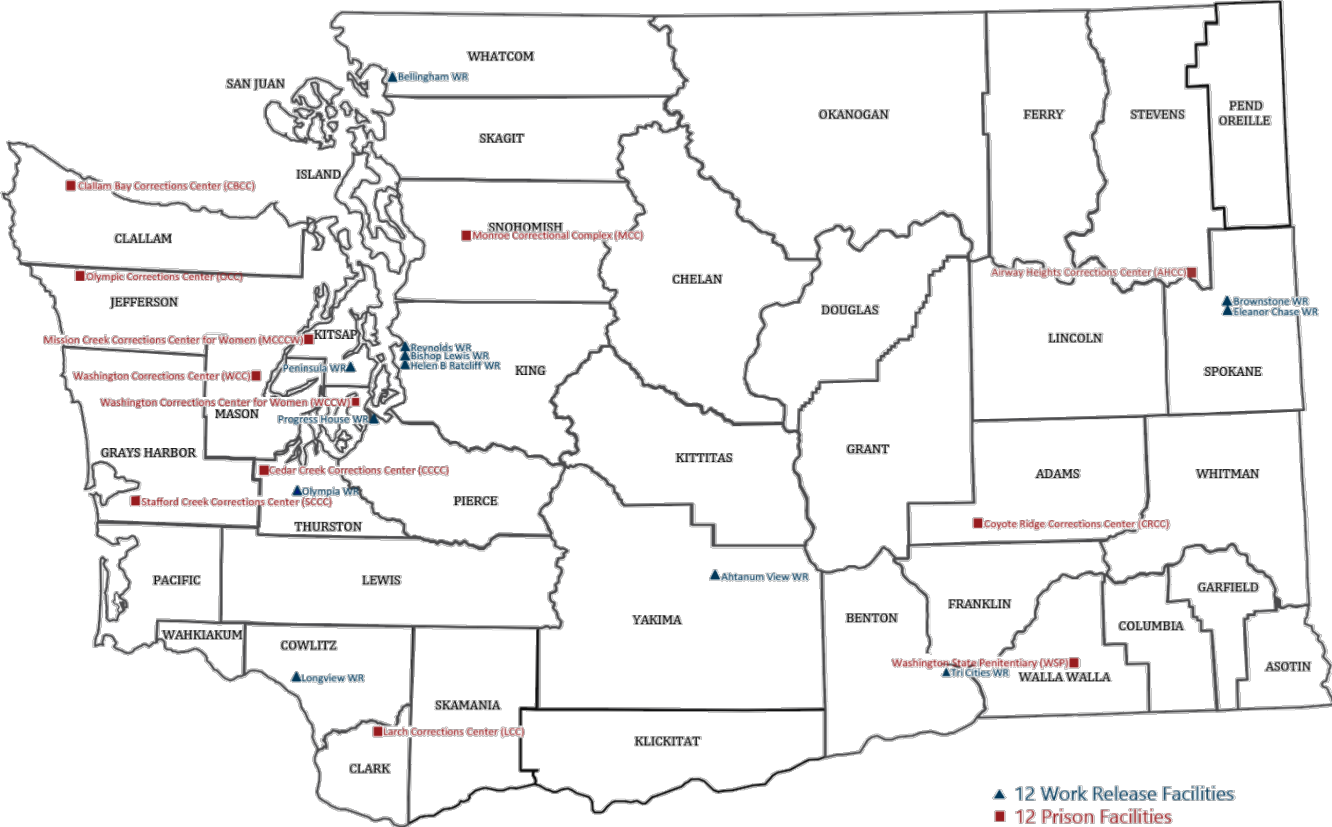 WHATCOM
Bellingham WR
SAN JUAN
SKAGIT
OKANOGAN
FERRY
STEVENS
PEND
OREILLE
ISLAND
Clallam Bay Corrections Center (CBCC)
CLALLAM
SNOHOMISH
Monroe Correctional Complex (MCC)
Olympic Corrections Center (OCC)
JEFFERSON
CHELAN
Airway Heights Corrections Center (AHCC)
DOUGLAS
Brownstone WR
Eleanor Chase WR
Mission Creek Corrections Center for Women (MCCCW)
KITSAP
LINCOLN
Reynolds WR
Bishop Lewis WR
Helen B Ratcliff WR
Peninsula WR
KING
SPOKANE
Washington Corrections Center (WCC)
Washington Corrections Center for Women (WCCW)
MASON
Progress House WR
GRAYS HARBOR
KITTITAS
GRANT
Cedar Creek Corrections Center (CCCC)
ADAMS
WHITMAN
Olympia WR
Stafford Creek Corrections Center (SCCC)
PIERCE
THURSTON
Coyote Ridge Corrections Center (CRCC)
PACIFIC
LEWIS
Ahtanum View WR
GARFIELD
FRANKLIN
YAKIMA
BENTON
COLUMBIA
WAHKIAKUM
COWLITZ
Washington State Penitentiary (WSP)
Tri Cities WR
WALLA WALLA
ASOTIN
Longview WR
SKAMANIA
Larch Corrections Center (LCC)
KLICKITAT
CLARK
12 Work Release Facilities
12 Prison Facilities